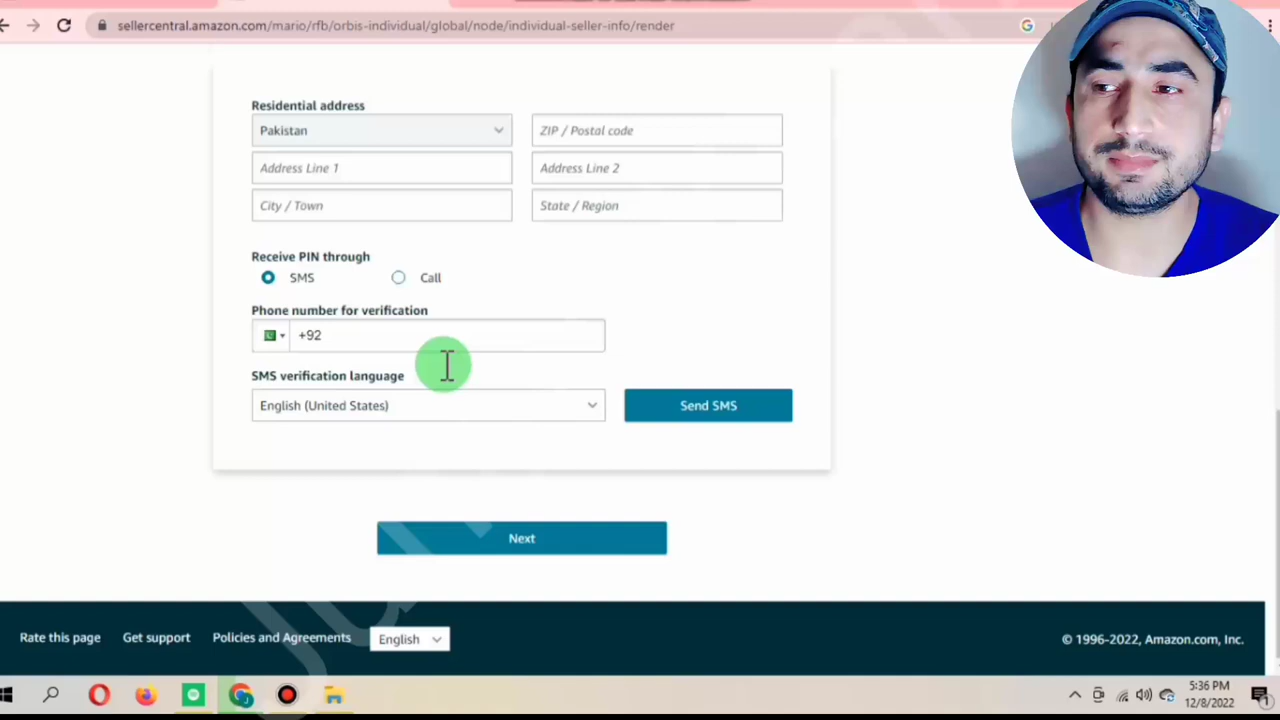 sellercentral.amazon.com/mario/rfb/orbis-individual/global/node/individual-seller-info/render
Residential address
Pakistan
ZIP / Postal code
Address Line 1
Address Line 2
City / Town
State / Region
Receive PIN through
SMS
Call
Phone number for verification
+92
SMS verification language
English (United States)
Send SMS
Next
Rate this page
Get support
Policies and Agreements
English
© 1996-2022, Amazon.com, Inc.
5:36 PM
12/8/2022